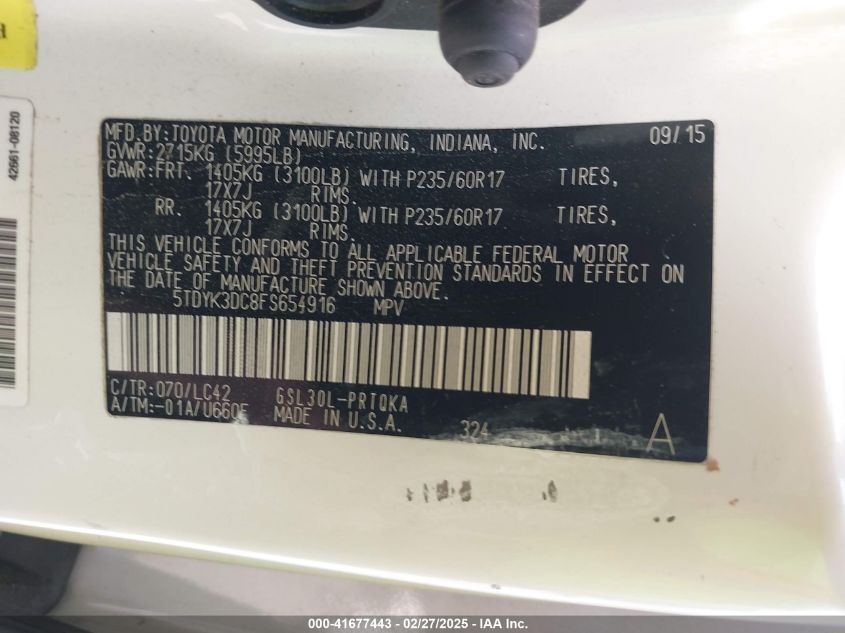 42661-08120
MFD.BY:TOYOTA MOTOR MANUFACTURING, INDIANA, INC. 09/15
GVWR:2715KG (5995LB)
GAWR:FRT. 1405KG (3100LB) WITH P235/60R17 TIRES,
17X7J RIMS.
RR. 1405KG (3100LB) WITH P235/60R17 TIRES,
17X7J RIMS.
THIS VEHICLE CONFORMS TO ALL APPLICABLE FEDERAL MOTOR
VEHICLE SAFETY AND THEFT PREVENTION STANDARDS IN EFFECT ON
THE DATE OF MANUFACTURE SHOWN ABOVE.
5TDYK3DC8FS654916 MPV
C/TR:070/LC42 GSL30L-PRTQKA
A/TM:-01A/U660E MADE IN U.S.A. 324 A
000-41677443 - 02/27/2025 - IAA Inc.